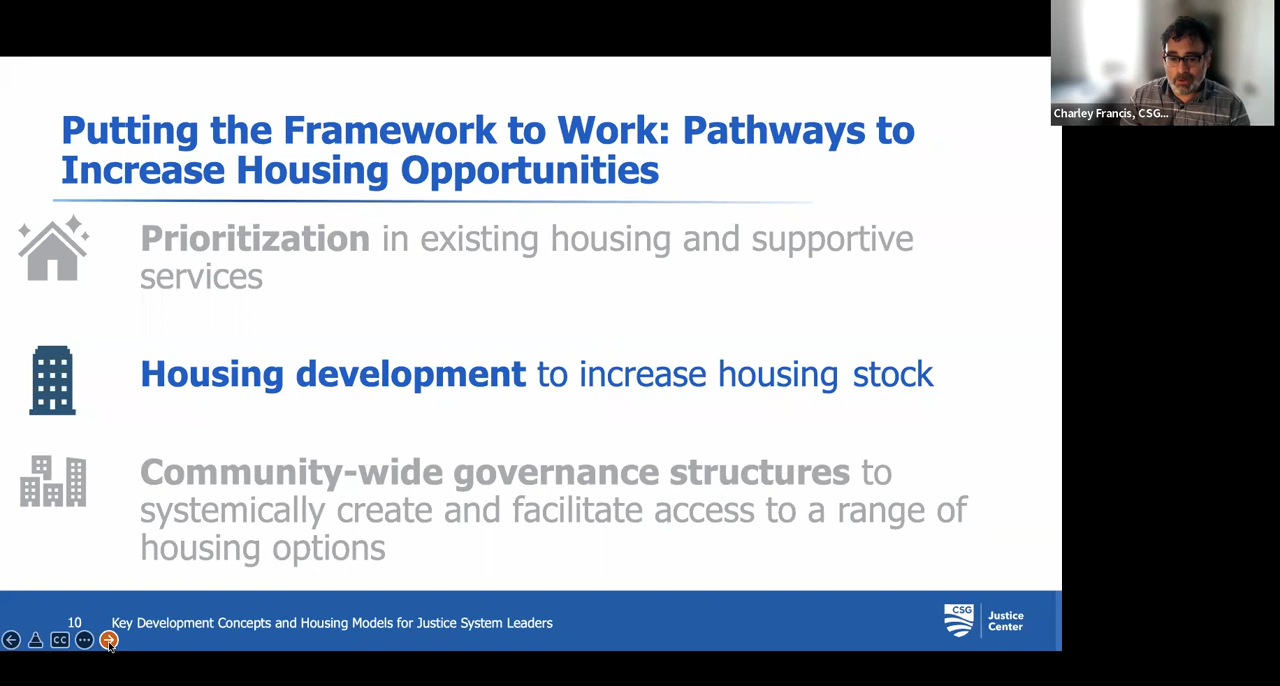 Charley Francis, CSG...
Putting the Framework to Work: Pathways to
Increase Housing Opportunities
Prioritization in existing housing and supportive
services
Housing development to increase housing stock
Community-wide governance structures to
systemically create and facilitate access to a range of
housing options
10 Key Development Concepts and Housing Models for Justice System Leaders
CSG Justice
Center
CC